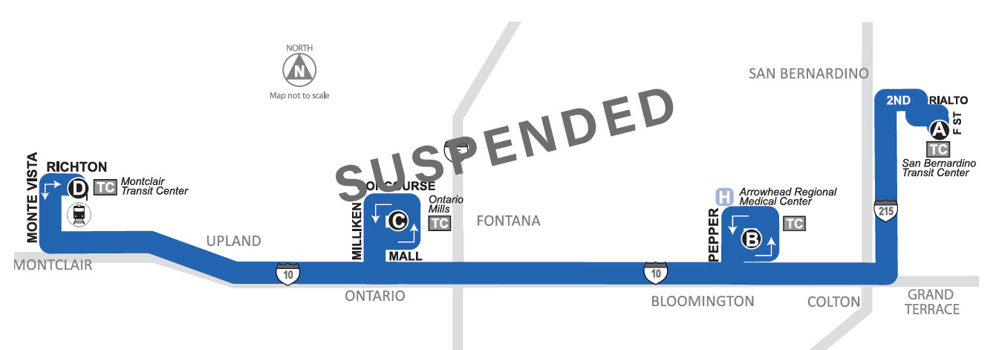 NORTH
N
Map not to scale
SUSPENDED
SAN BERNARDINO
2ND
RIALTO
F ST
A
TC
San Bernardino
Transit Center
215
MONTE VISTA
RICHTON
D
TC
Montclair
Transit Center
UPLAND
MONTCLAIR
10
MILLIKEN
C
Ontario
Mills
TC
MALL
ONTARIO
FONTANA
H
Arrowhead Regional
Medical Center
PEPPER
B
TC
10
BLOOMINGTON
COLTON
GRAND
TERRACE